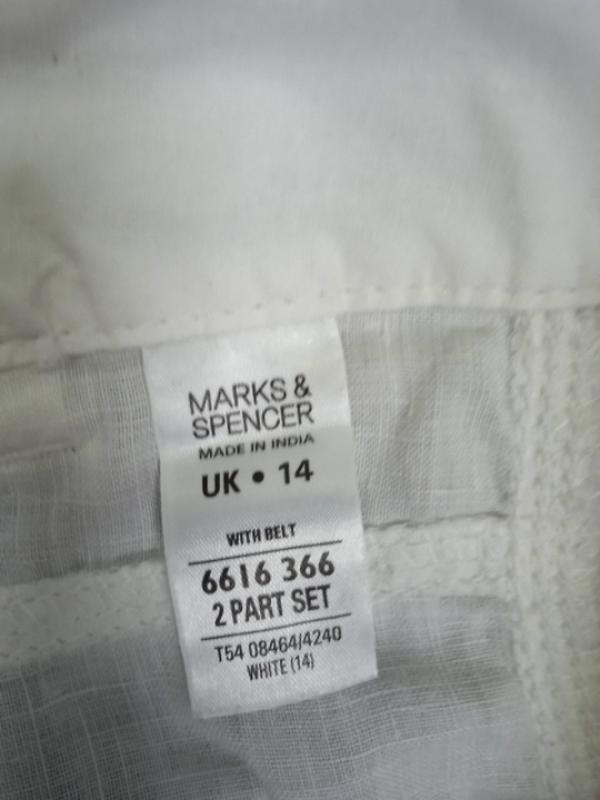 MARKS &
SPENCER
MADE IN INDIA
UK • 14
WITH BELT
6616 366
2 PART SET
T54 08464/4240
WHITE (14)